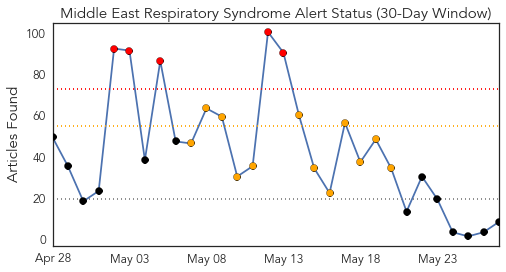 Middle East Respiratory Syndrome Alert Status (30-Day Window)
Articles Found
100
80
60
40
20
0
Apr 28
May 03
May 08
May 13
May 18
May 23